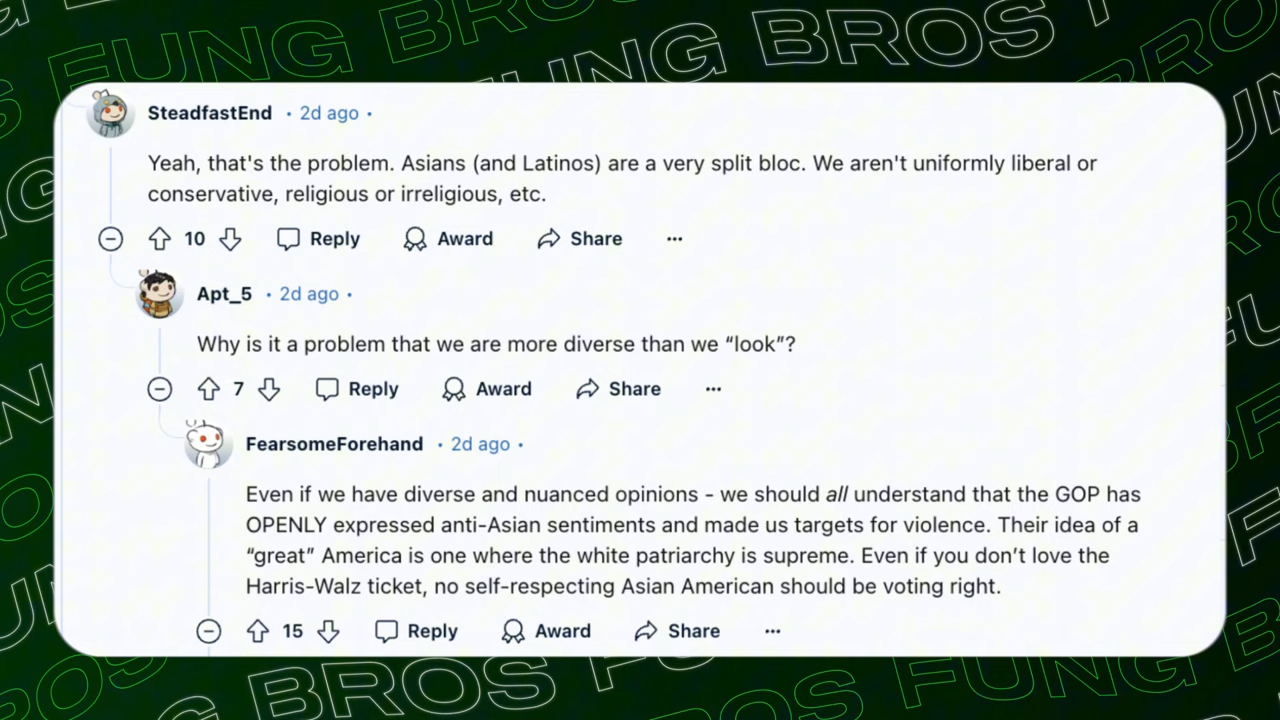 FUNG BROS FUNG BROS
SteadfastEnd • 2d ago •
Yeah, that's the problem. Asians (and Latinos) are a very split bloc. We aren't uniformly liberal or
conservative, religious or irreligious, etc.
10 Reply Award Share ...
Apt_5 • 2d ago •
Why is it a problem that we are more diverse than we “look”?
7 Reply Award Share ...
FearsomeForehand • 2d ago •
Even if we have diverse and nuanced opinions - we should all understand that the GOP has
OPENLY expressed anti-Asian sentiments and made us targets for violence. Their idea of a
“great” America is one where the white patriarchy is supreme. Even if you don’t love the
Harris-Walz ticket, no self-respecting Asian American should be voting right.
15 Reply Award Share ...
BROS FUNG